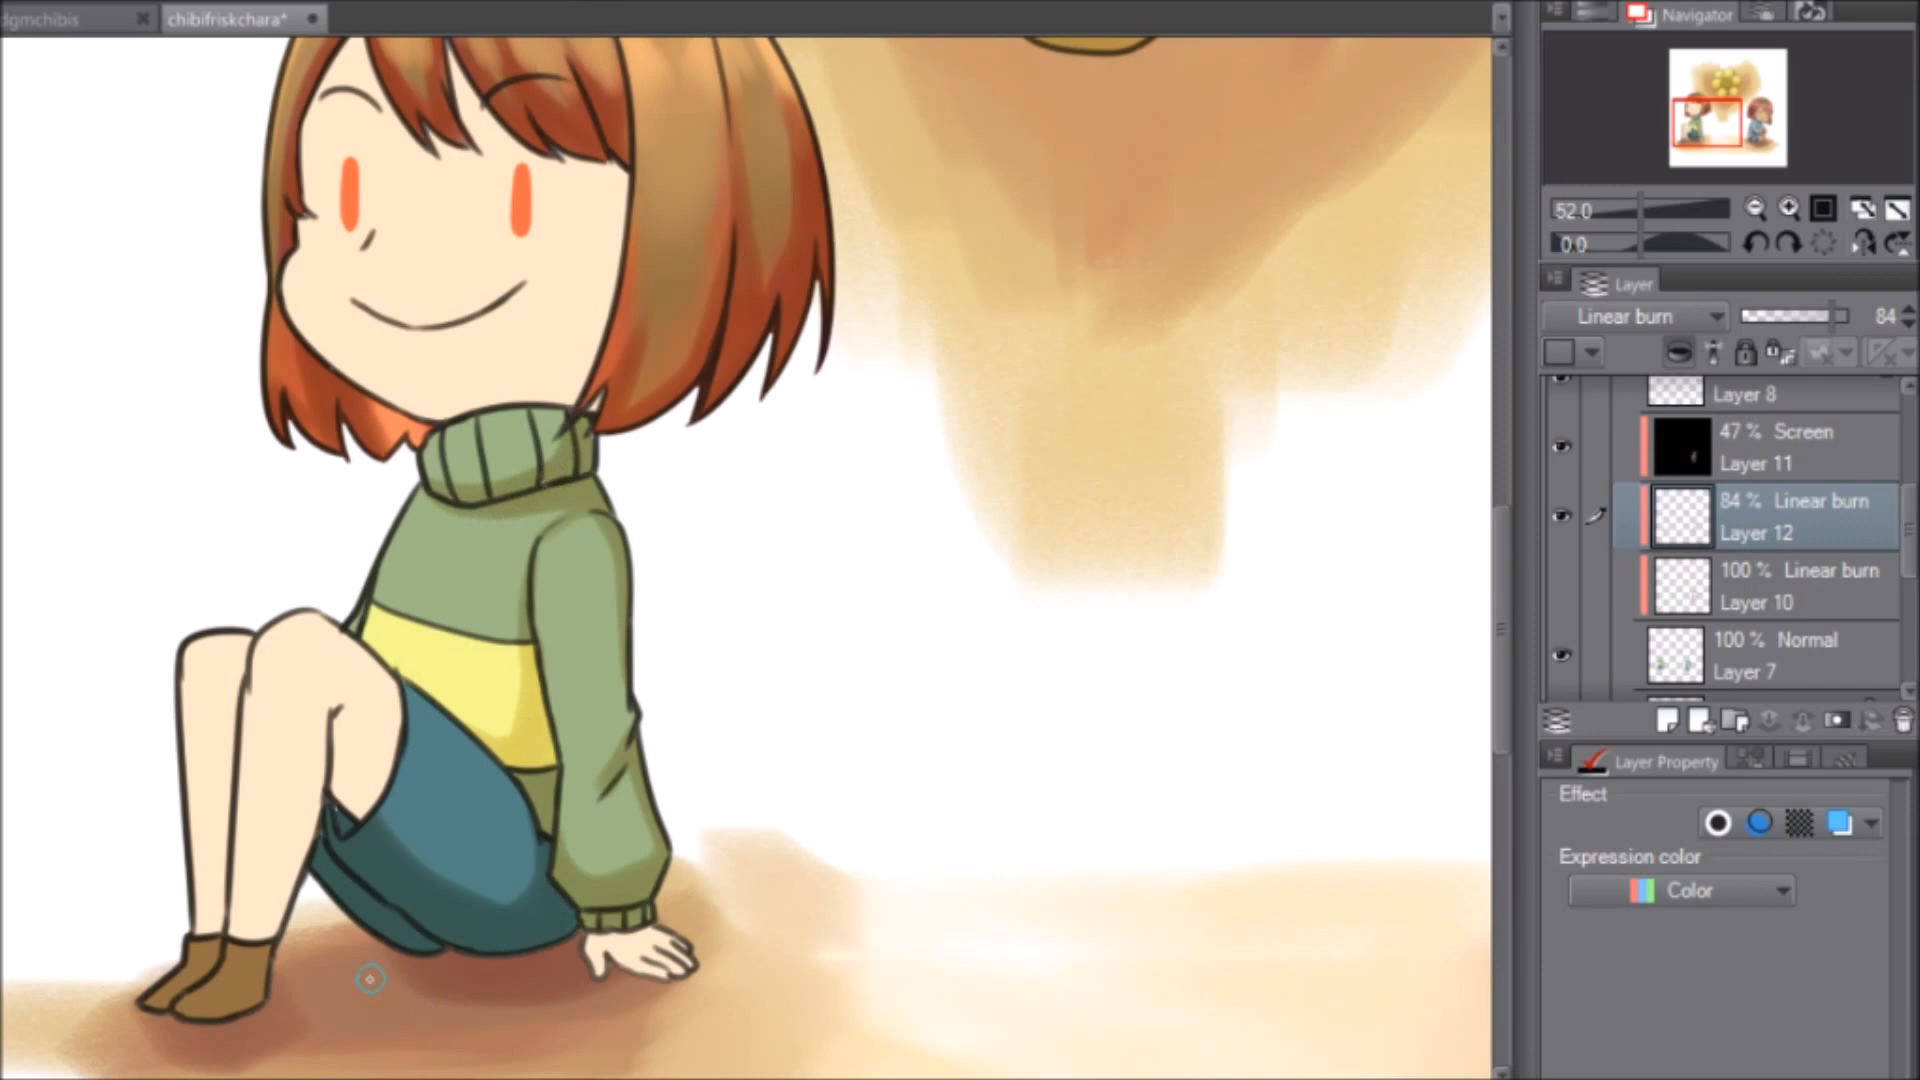 dgmchibis
chibifriskchara*
Navigator
52.0
0.0
Layer
Linear burn
84
Layer 8
47 % Screen
Layer 11
84 % Linear burn
Layer 12
100 % Linear burn
Layer 10
100 % Normal
Layer 7
Layer Property
Effect
Expression color
Color